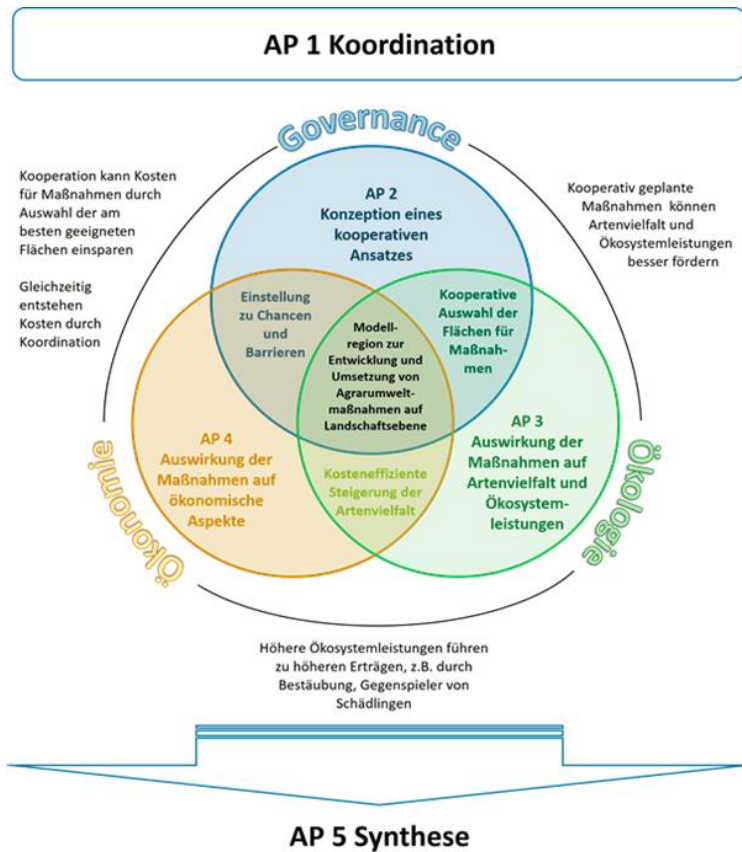 AP 1 Koordination
Governance
Kooperation kann Kosten
für Maßnahmen durch
Auswahl der am
besten geeigneten
Flächen einsparen
Gleichzeitig
entstehen
Kosten durch
Koordination
Kooperativ geplante
Maßnahmen können
Artenvielfalt und
Ökosystemleistungen
besser fördern
AP 2
Konzeption eines
kooperativen
Ansatzes
Einstellung
zu Chancen
und
Barrieren
Kooperative
Auswahl der
Flächen für
Maßnah-
men
Modell-
region zur
Entwicklung und
Umsetzung von
Agrarumwelt-
maßnahmen auf
Landschaftsebene
AP 4
Auswirkung der
Maßnahmen auf
ökonomische
Aspekte
AP 3
Auswirkung der
Maßnahmen auf
Artenvielfalt und
Ökosystem-
leistungen
Kosteneffiziente
Steigerung der
Artenvielfalt
Ökonomie
Ökologie
Höhere Ökosystemleistungen führen
zu höheren Erträgen, z.B. durch
Bestäubung, Gegenspieler von
Schädlingen
AP 5 Synthese